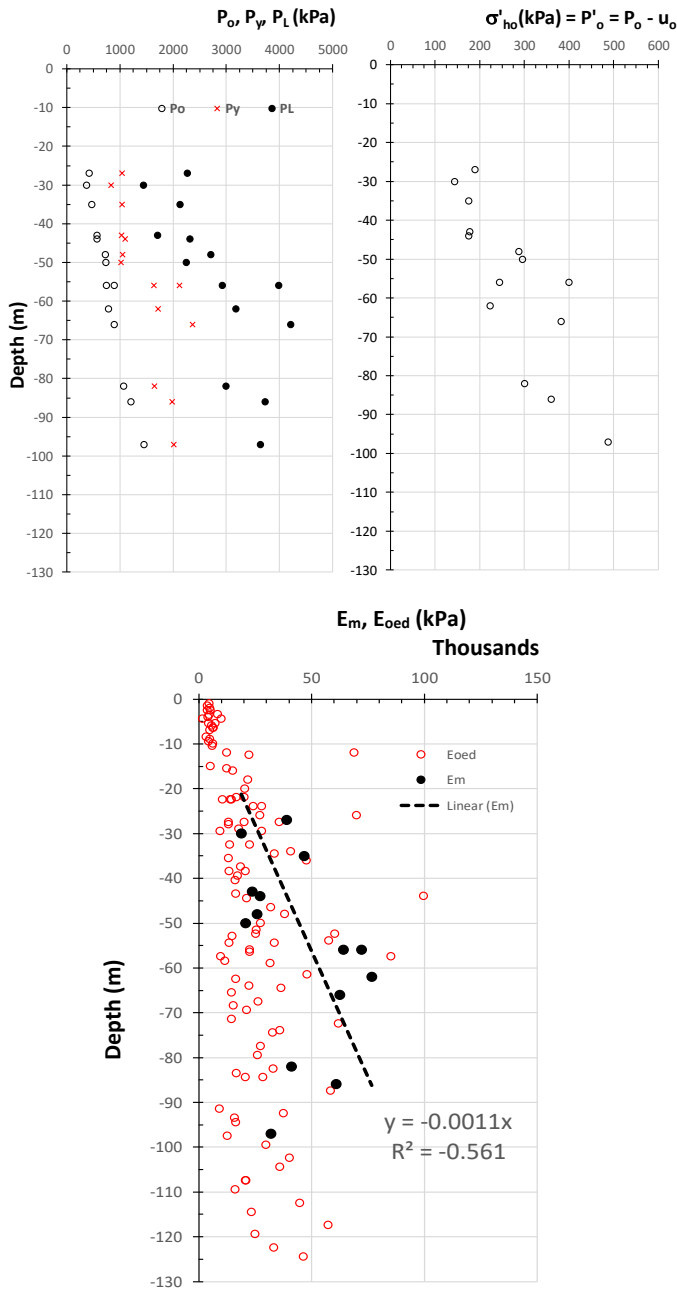 Po, Py, PL (kPa)
0 1000 2000 3000 4000 5000
0
-10
-20
-30
-40
-50
-60
-70
-80
-90
-100
-110
-120
-130
Depth (m)
Po Py PL
σ'ho(kPa) = P'o = Po - uo
0 100 200 300 400 500 600
0
-10
-20
-30
-40
-50
-60
-70
-80
-90
-100
-110
-120
-130
Em, Eoed (kPa)
Thousands
0 50 100 150
0
-10
-20
-30
-40
-50
-60
-70
-80
-90
-100
-110
-120
-130
Depth (m)
Eoed
Em
Linear (Em)
y = -0.0011x
R² = -0.561